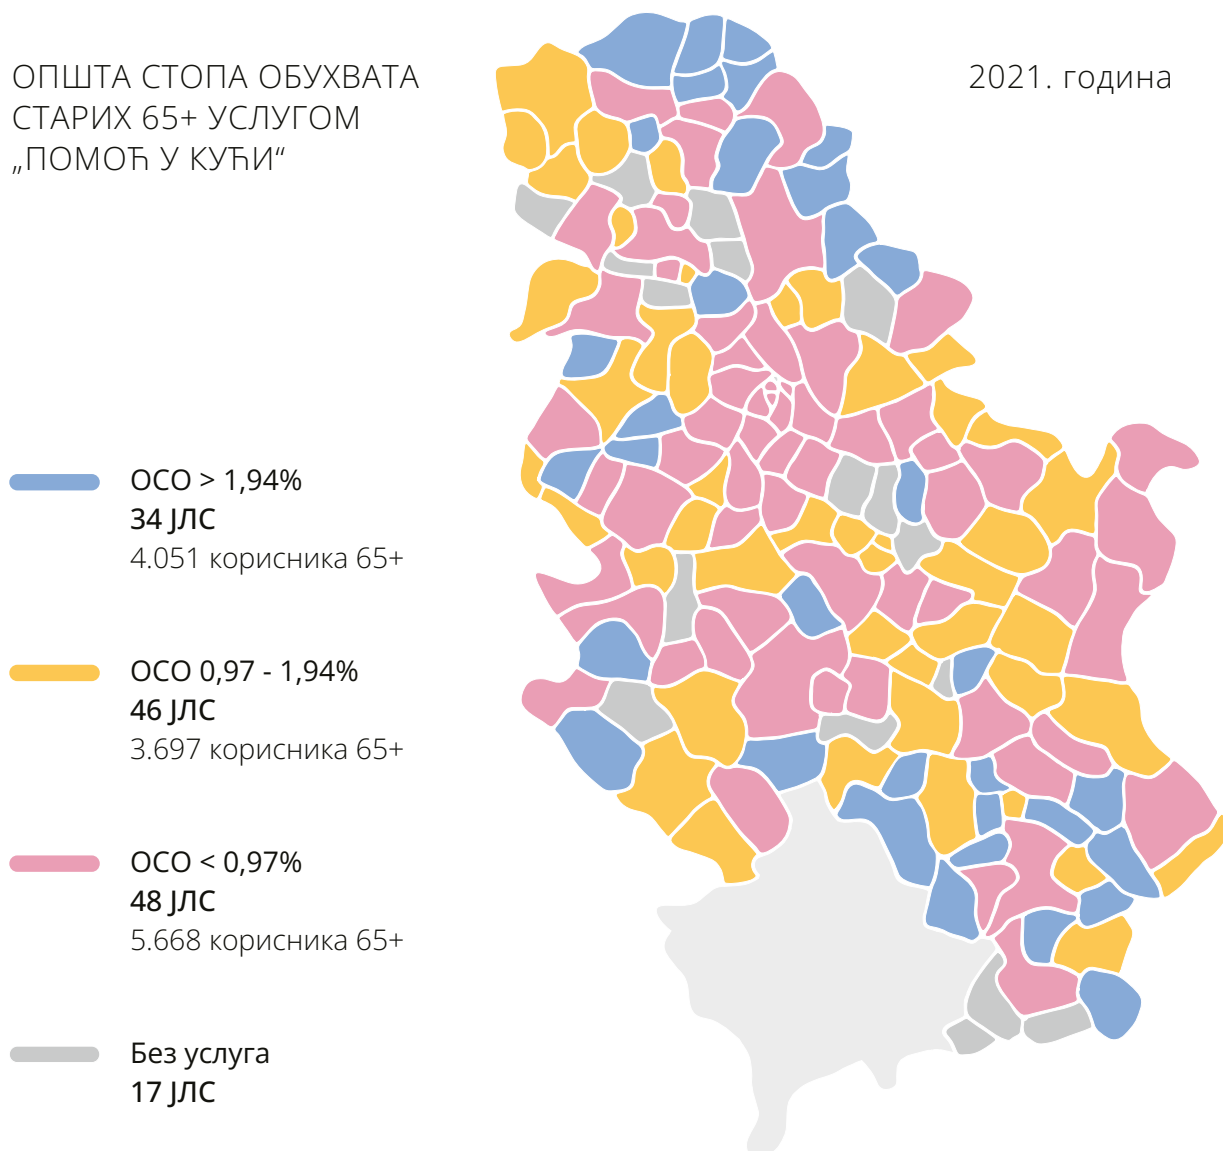 ОПШТА СТОПА ОБУХВАТА
СТАРИХ 65+ УСЛУГОМ
„ПОМОЋ У КУЋИ“
2021. година
ОСО > 1,94%
34 ЈЛС
4.051 корисника 65+
ОСО 0,97 - 1,94%
46 ЈЛС
3.697 корисника 65+
ОСО < 0,97%
48 ЈЛС
5.668 корисника 65+
Без услуга
17 ЈЛС